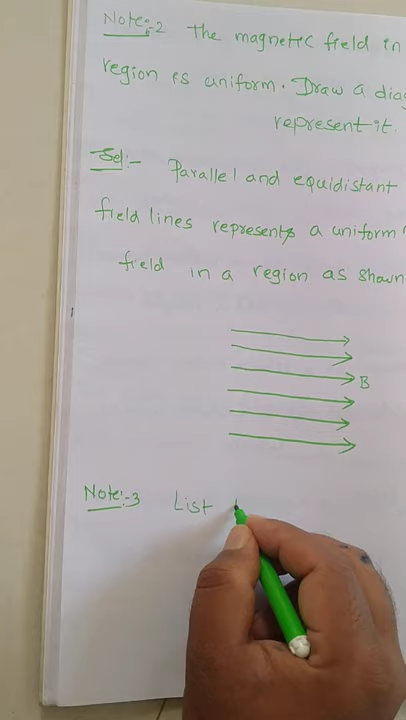 Note:-2 The magnetic field in
region is uniform. Draw a diag
represent it.
Sol:- Parallel and equidistant
field lines represents a uniform
field in a region as shown
B
Note:-3 List